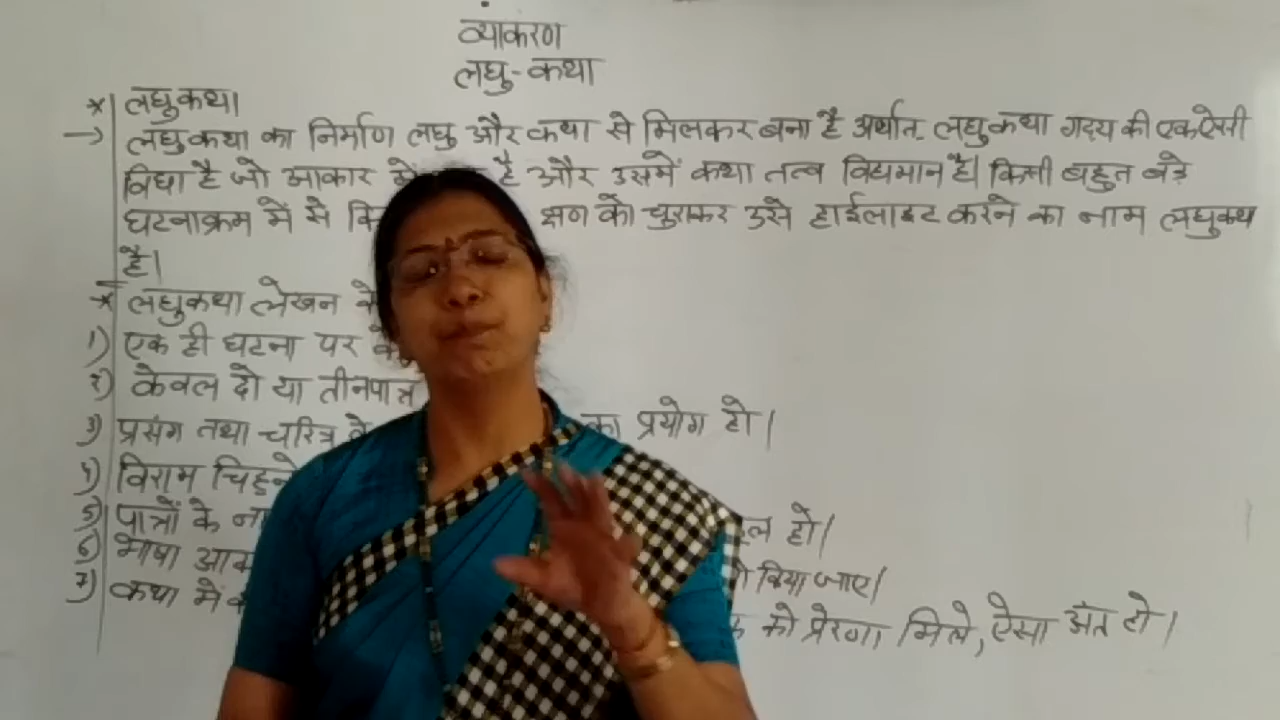 व्याकरण
लघु-कथा
* लघुकथा
→ लघुकथा का निर्माण लघु और कथा से मिलकर बना है अर्थात- लघुकथा गद्य की एक ऐसी
विधा है जो आकार में है और उसमें कथा तत्व विद्यमान है। किसी बहुत बड़े
घटनाक्रम में से क्षण को चुराकर उसे हाईलाइट करने का नाम लघुकथा
है।
* लघुकथा लेखन
1) एक ही घटना पर
2) केवल दो या तीन पात्र
3) प्रसंग तथा चरित्र का प्रयोग हो।
4) विराम चिह्नों
5) पात्रों के हो।
6) भाषा किया जाए।
7) कथा में को प्रेरणा मिले, ऐसा अंत हो।